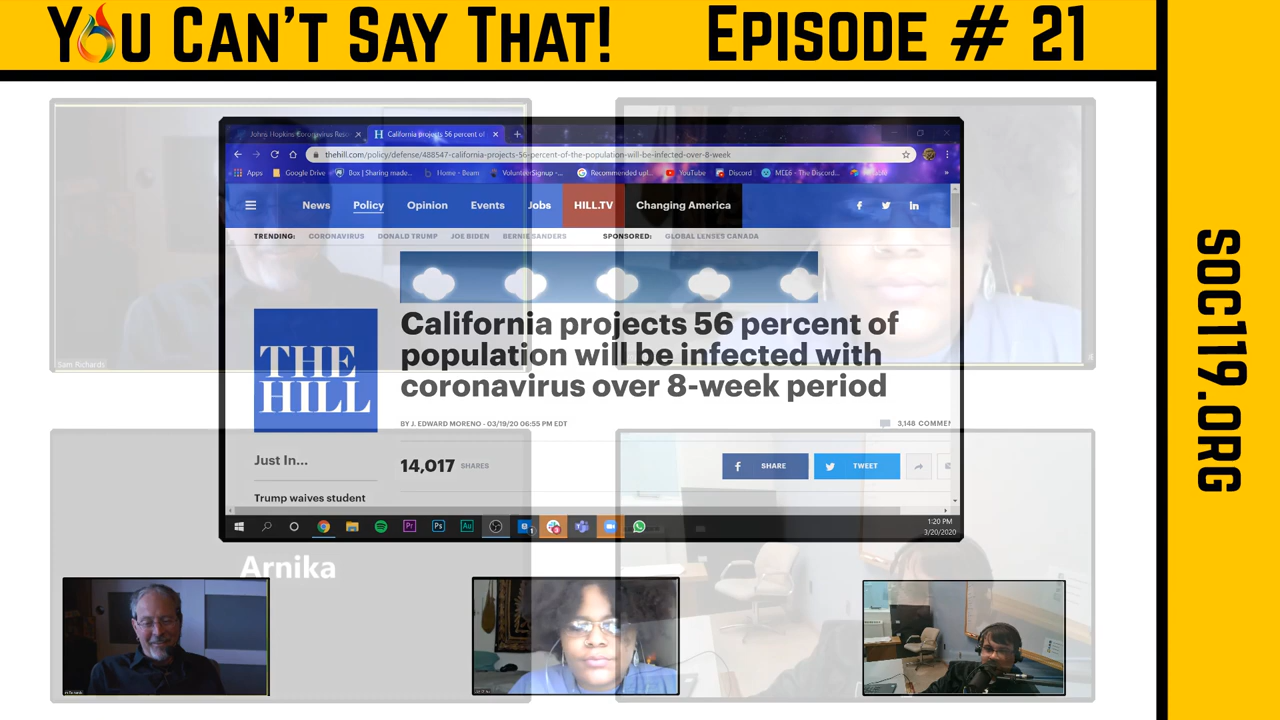 YOU CAN'T SAY THAT!
EPISODE # 21
SOC119.ORG
Sam Richards
Johns Hopkins Coronavirus Res
California projects 56 percent of
thehill.com/policy/defense/488547-california-projects-56-percent-of-the-population-will-be-infected-over-8-week
Apps
Google Drive
Box | Sharing made...
Home - Beam
VolunteerSignup -...
Recommended upl...
YouTube
Discord
MEE6 - The Discord...
News
Policy
Opinion
Events
Jobs
HILL.TV
Changing America
TRENDING:
CORONAVIRUS
DONALD TRUMP
JOE BIDEN
BERNIE SANDERS
SPONSORED:
GLOBAL LENSES CANADA
THE
HILL
California projects 56 percent of
population will be infected with
coronavirus over 8-week period
BY J. EDWARD MORENO - 03/19/20 06:55 PM EDT
3,148 COMMEN
14,017 SHARES
SHARE
TWEET
Just In...
Trump waives student
1:20 PM
3/20/2020
Arnika